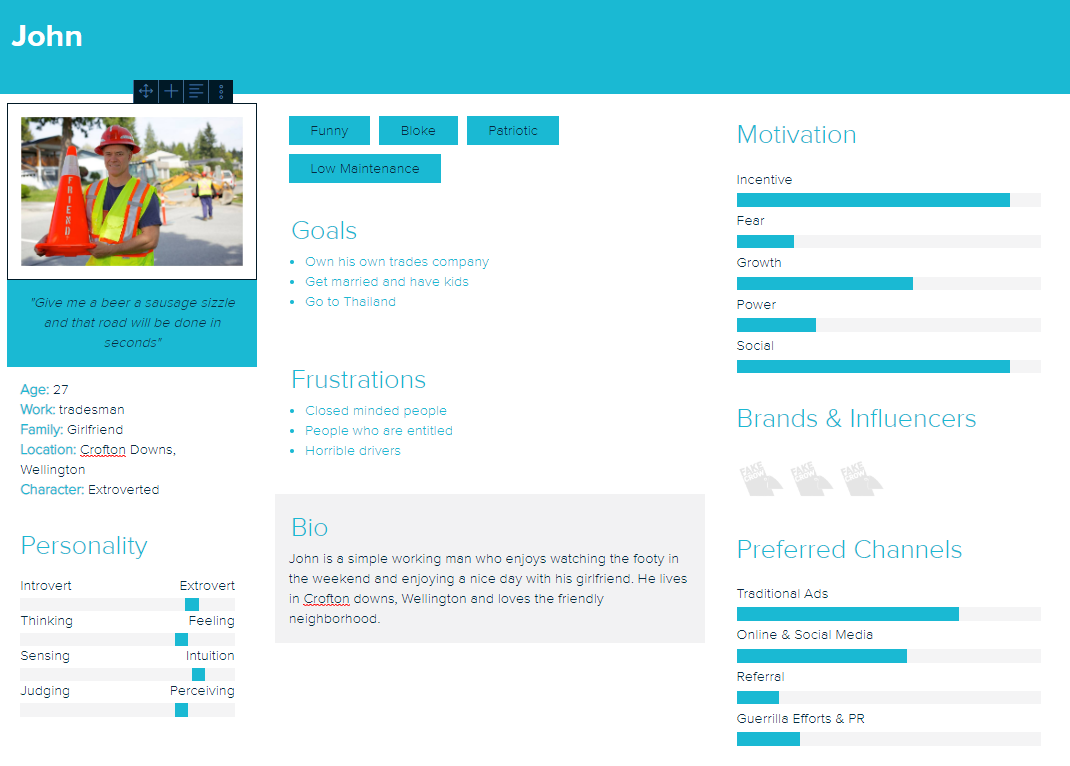 John
FRIEND
"Give me a beer a sausage sizzle
and that road will be done in
seconds"
Age: 27
Work: tradesman
Family: Girlfriend
Location: Crofton Downs,
Wellington
Character: Extroverted
Personality
Introvert Extrovert
Thinking Feeling
Sensing Intuition
Judging Perceiving
Funny Bloke Patriotic
Low Maintenance
Goals
Own his own trades company
Get married and have kids
Go to Thailand
Frustrations
Closed minded people
People who are entitled
Horrible drivers
Bio
John is a simple working man who enjoys watching the footy in
the weekend and enjoying a nice day with his girlfriend. He lives
in Crofton downs, Wellington and loves the friendly
neighborhood.
Motivation
Incentive
Fear
Growth
Power
Social
Brands & Influencers
FAKE CROW FAKE CROW FAKE CROW
Preferred Channels
Traditional Ads
Online & Social Media
Referral
Guerrilla Efforts & PR